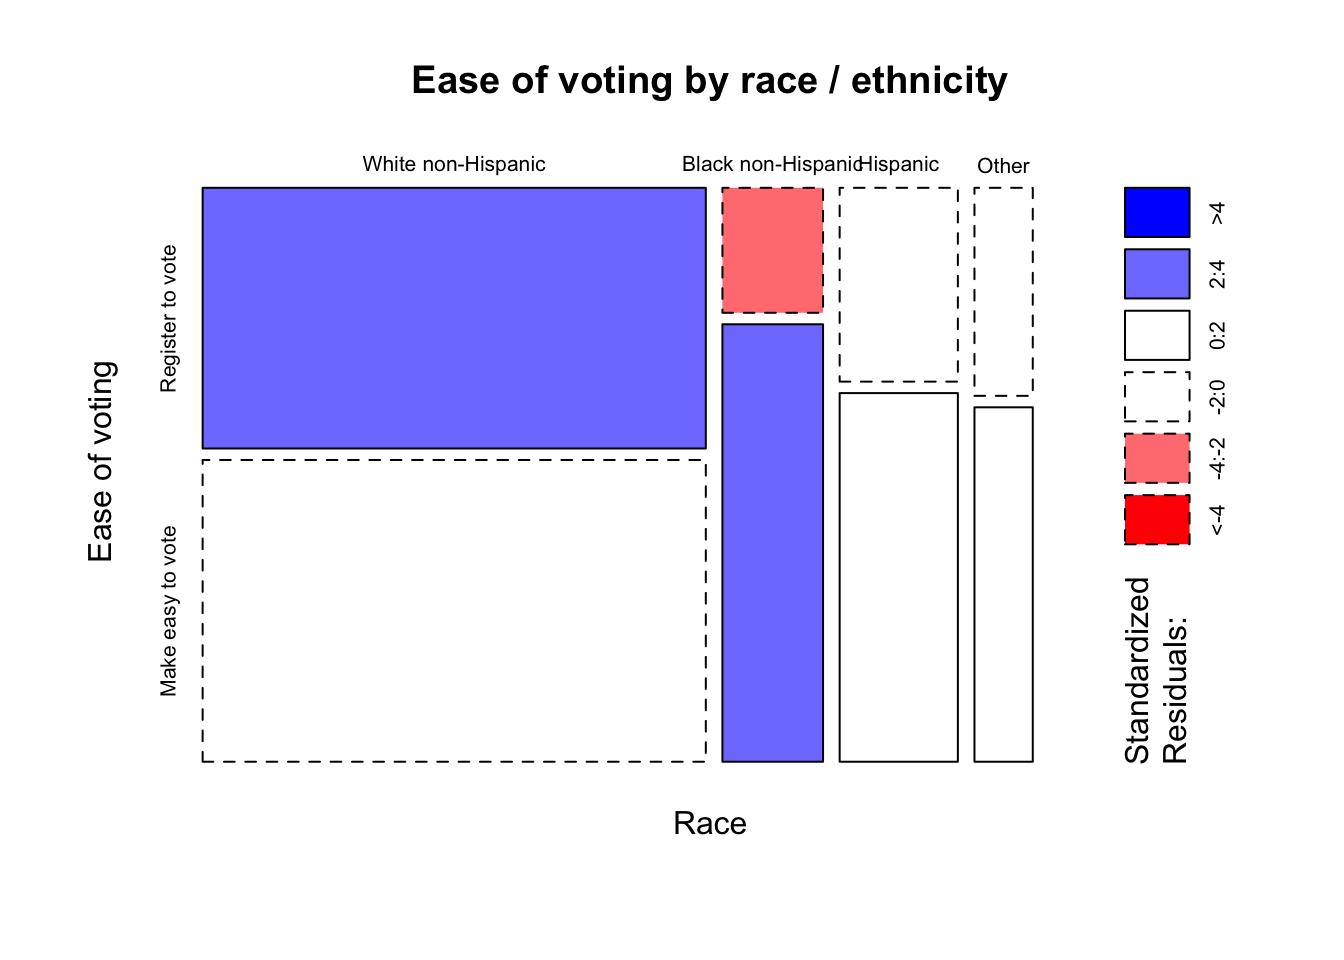 Ease of voting by race / ethnicity
White non-Hispanic
Black non-Hispanic
Hispanic
Other
Register to vote
Make easy to vote
Ease of voting
Race
>4
2:4
0:2
-2:0
-4:-2
<-4
Standardized
Residuals: